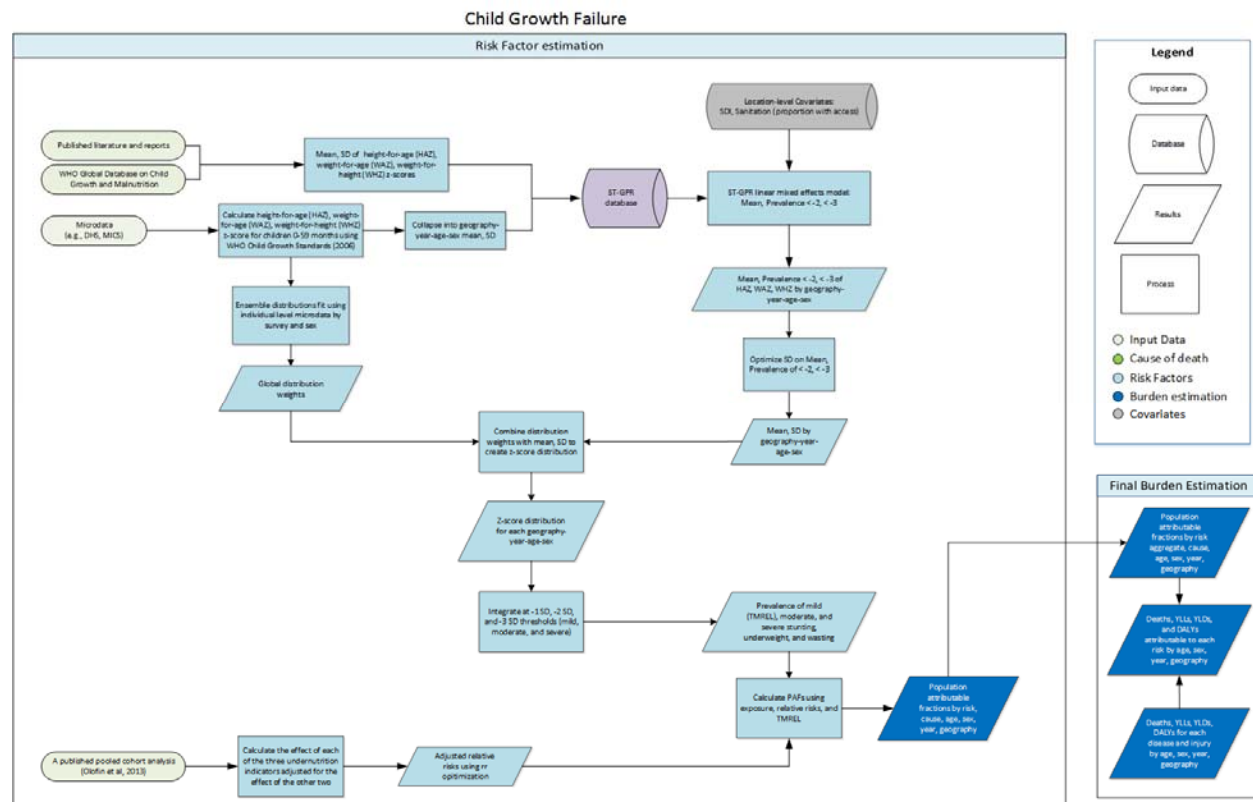 Child Growth Failure
Risk Factor estimation
Legend
Input data
Database
Results
Process
Input Data
Cause of death
Risk Factors
Burden estimation
Covariates
Location-level Covariates:
SDI, Sanitation (proportion with access)
Published literature and reports
WHO Global Database on Child
Growth and Malnutrition
Mean, SD of height-for-age (HAZ),
weight-for-age (WAZ), weight-for-
height (WHZ) z-scores
ST-GPR
database
ST-GPR linear mixed effects model
Mean, Prevalence < -2, < -3
Microdata
(e.g., DHS, MICS)
Calculate height-for-age (HAZ), weight-
for-age (WAZ), weight-for-height (WHZ)
z-score for children 0-59 months using
WHO Child Growth Standards (2006)
Collapse into geography-
year-age-sex mean, SD
Mean, Prevalence < -2, < -3 of
HAZ, WAZ, WHZ by geography-
year-age-sex
Ensemble distributions fit using
individual level microdata by
survey and sex
Optimize SD on Mean,
Prevalence of < -2, < -3
Global distribution
weights
Combine distribution
weights with mean, SD to
create z-score distribution
Mean, SD by
geography-year-
age-sex
Z-score distribution
for each geography-
year-age-sex
Integrate at -1 SD, -2 SD,
and -3 SD thresholds (mild,
moderate, and severe)
Prevalence of mild
(TMREL), moderate, and
severe stunting,
underweight, and wasting
Calculate PAFs using
exposure, relative risks, and
TMREL
Population
attributable
fractions by risk,
cause, age, sex,
year, geography
A published pooled cohort analysis
(Olofin et al, 2013)
Calculate the effect of each
of the three undernutrition
indicators adjusted for the
effect of the other two
Adjusted relative
risks using rr
opitimization
Final Burden Estimation
Population
attributable
fractions by risk
aggregate, cause,
age, sex, year,
geography
Deaths, YLLs, YLDs,
and DALYs
attributable to each
risk by age, sex,
year, geography
Deaths, YLLs, YLDs,
DALYs for each
disease and injury
by age, sex, year,
geography